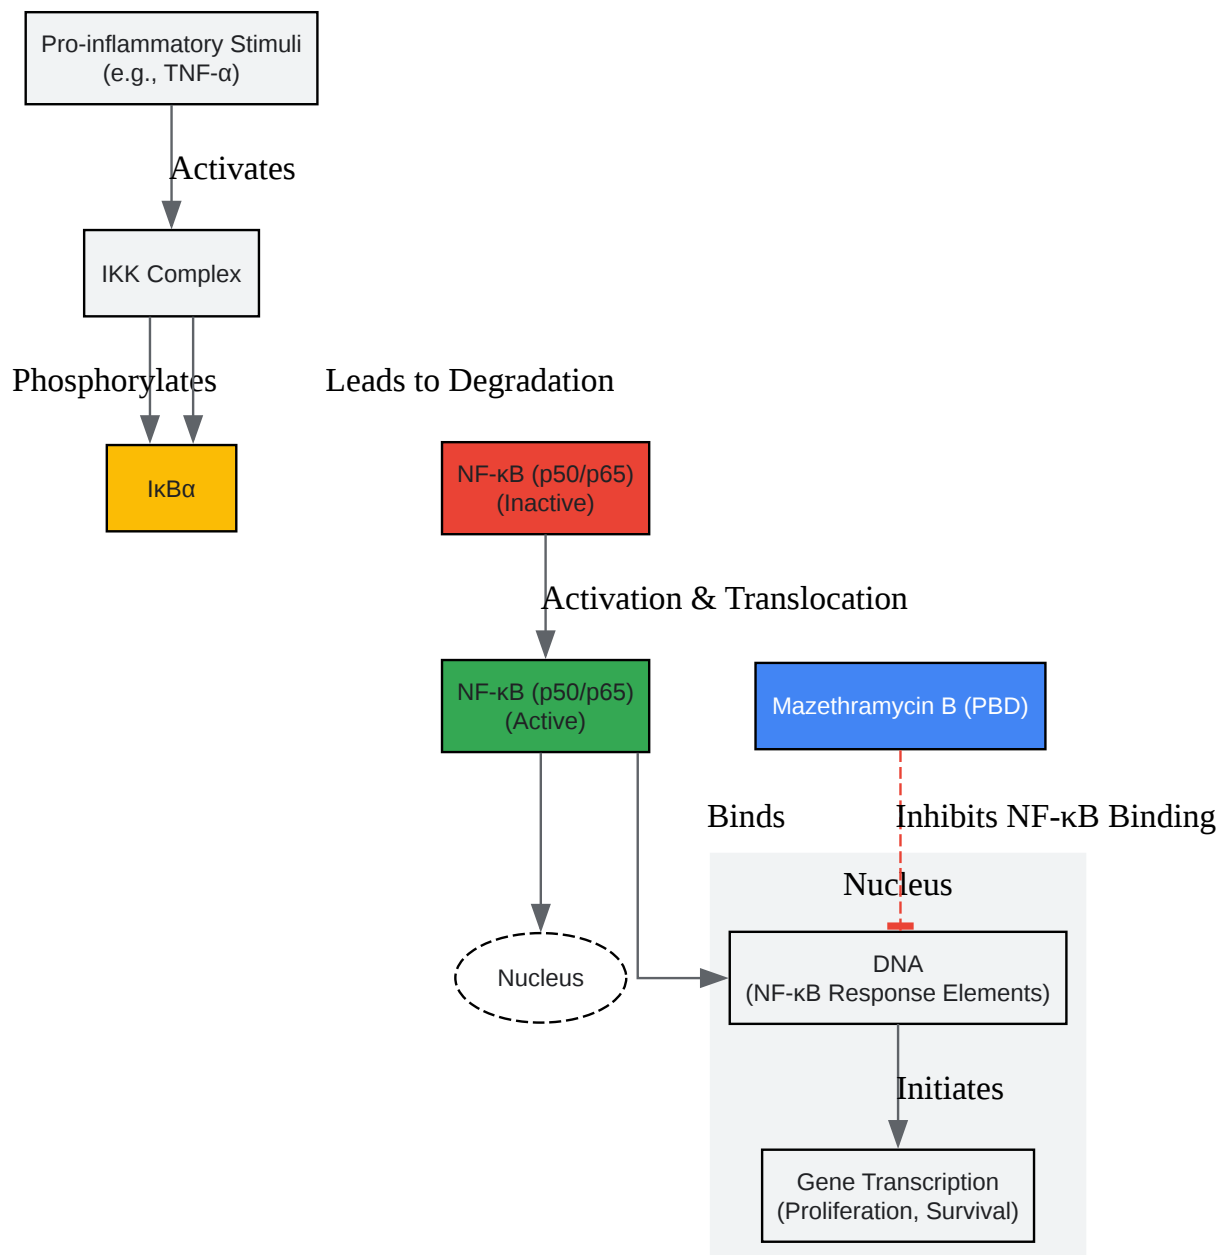 Pro-inflammatory Stimuli
(e.g., TNF-α)
Activates
IKK Complex
Phosphorylates
Leads to Degradation
IκBα
NF-κB (p50/p65)
(Inactive)
Activation & Translocation
NF-κB (p50/p65)
(Active)
Mazethramycin B (PBD)
Binds
Inhibits NF-κB Binding
Nucleus
Nucleus
DNA
(NF-κB Response Elements)
Initiates
Gene Transcription
(Proliferation, Survival)